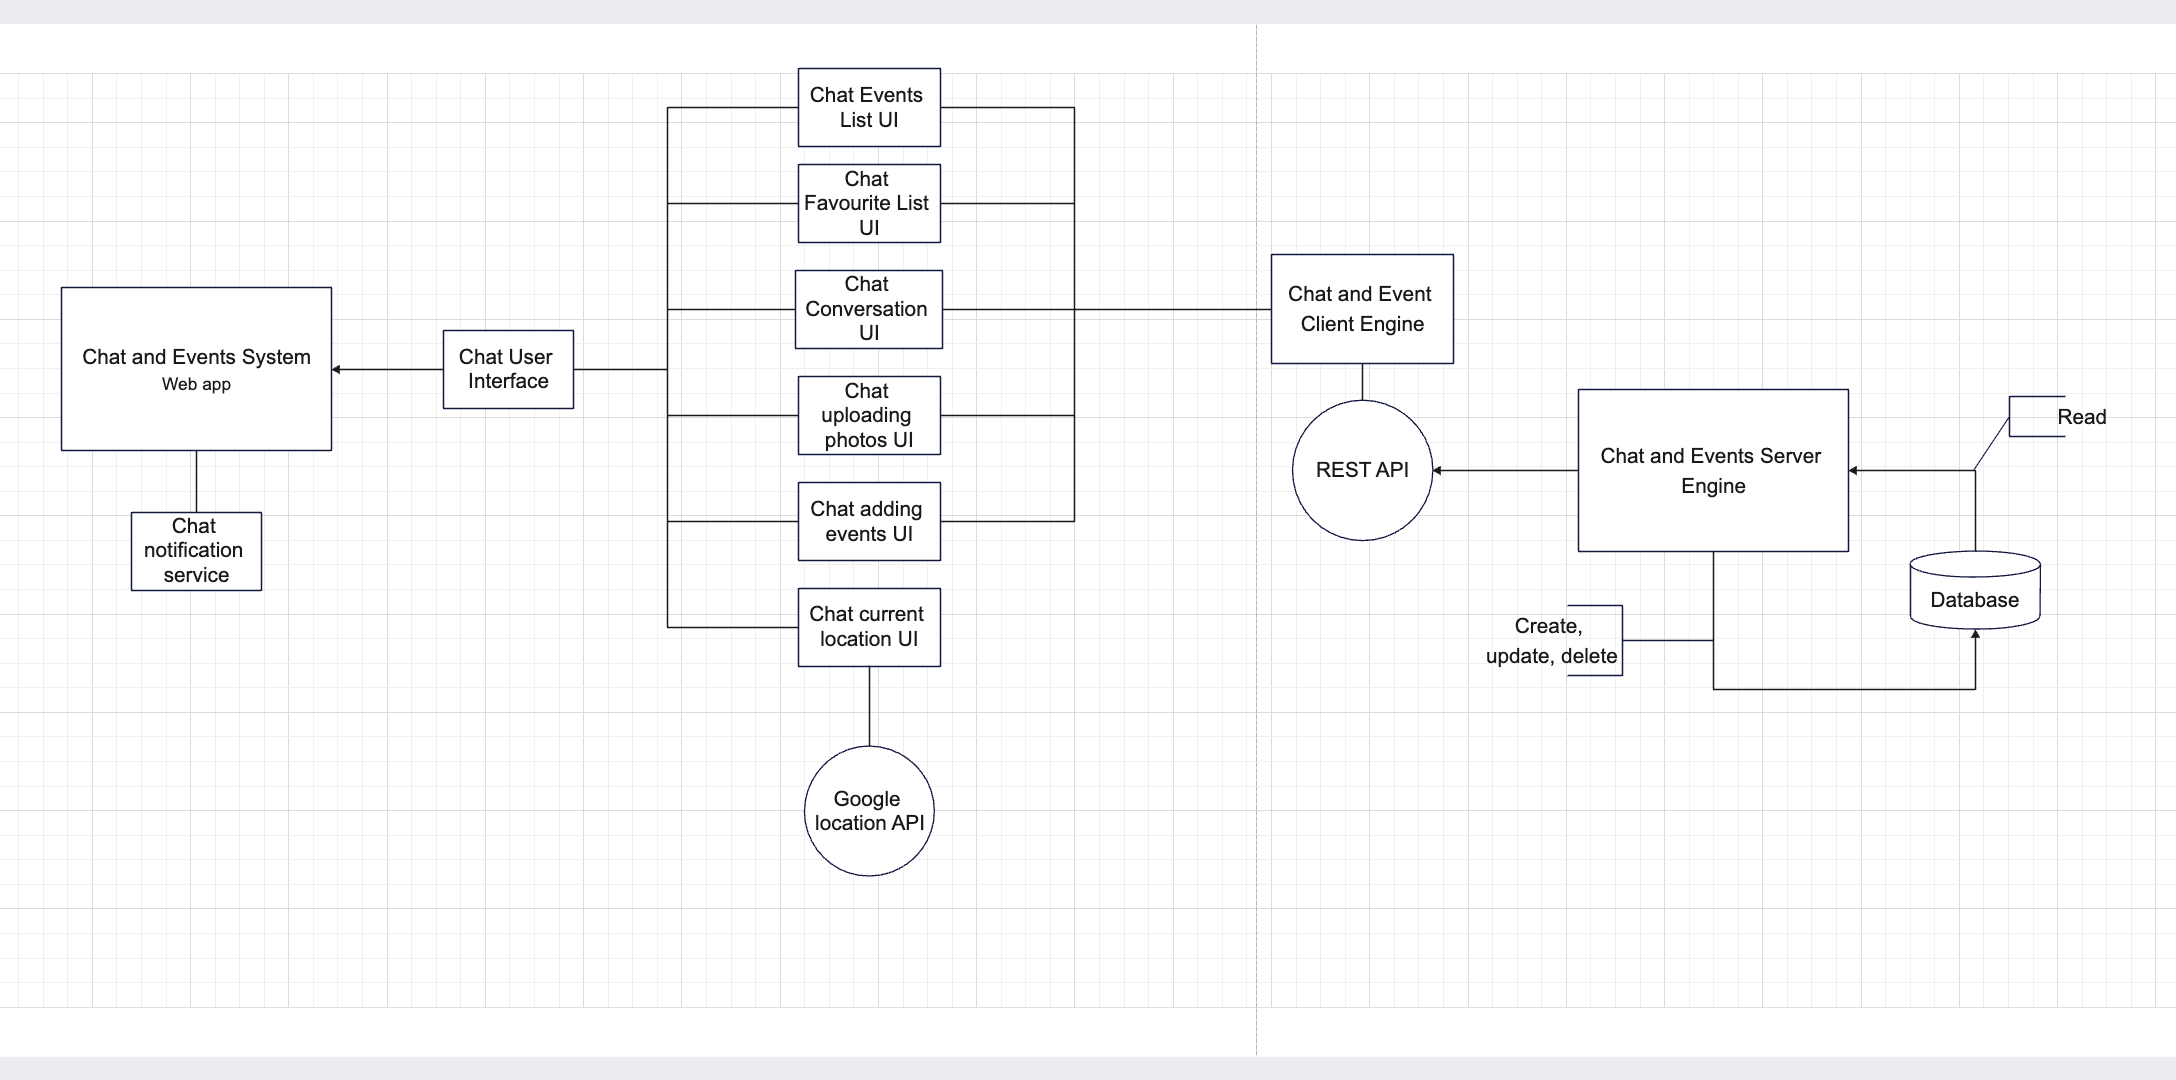 Chat and Events System
Web app
Chat
notification
service
Chat User
Interface
Chat Events
List UI
Chat
Favourite List
UI
Chat
Conversation
UI
Chat
uploading
photos UI
Chat adding
events UI
Chat current
location UI
Google
location API
Chat and Event
Client Engine
REST API
Chat and Events Server
Engine
Create,
update, delete
Read
Database